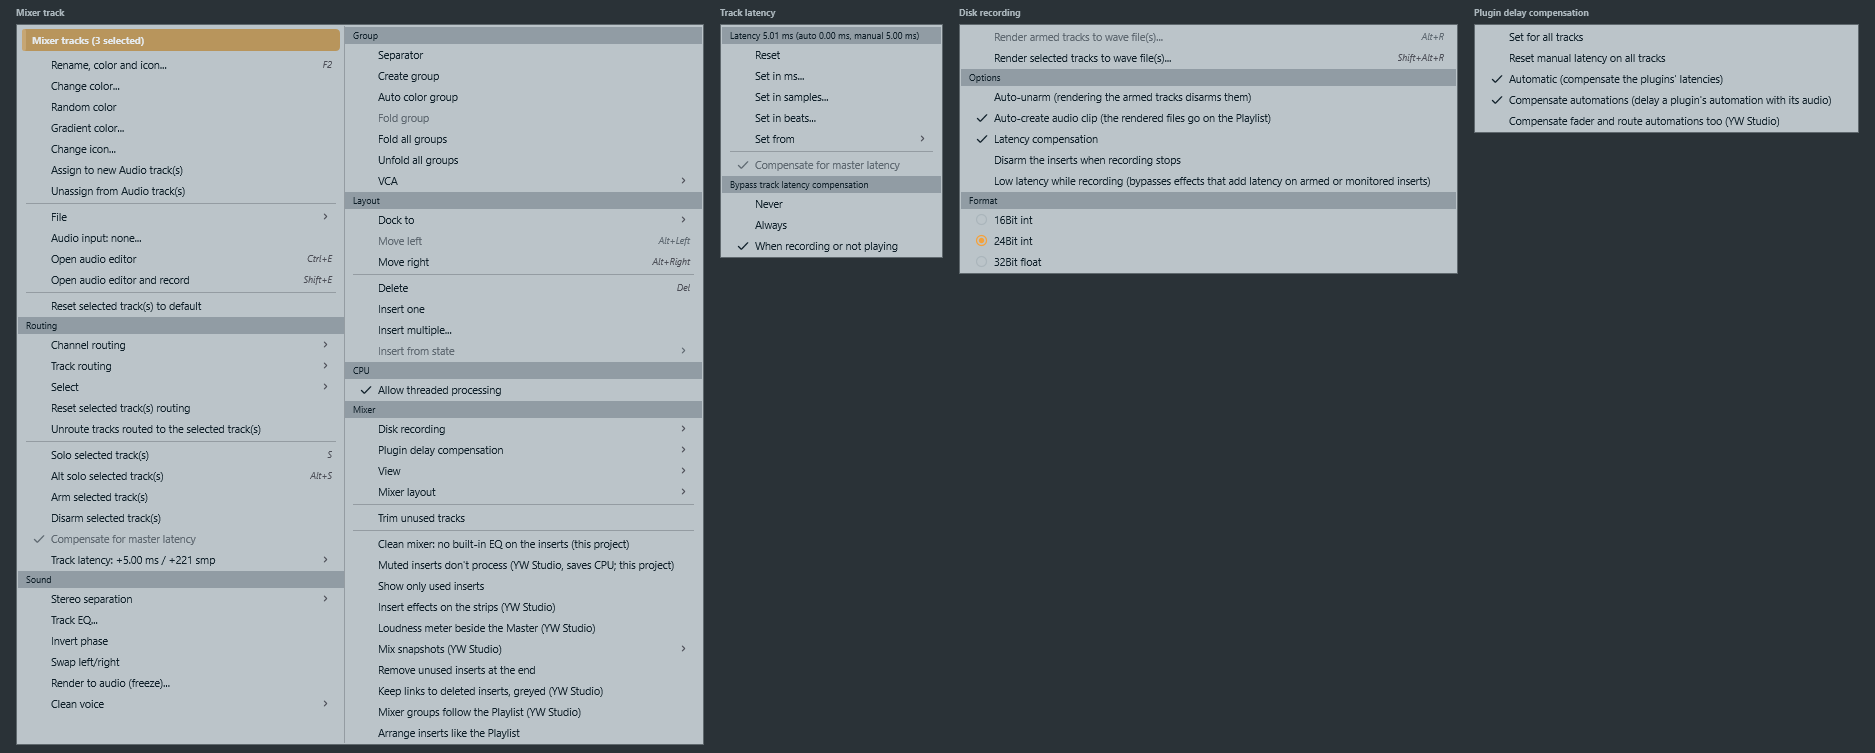 Mixer track
Mixer tracks (3 selected)
Rename, color and icon... F2
Change color...
Random color
Gradient color...
Change icon...
Assign to new Audio track(s)
Unassign from Audio track(s)
File
Audio input: none...
Open audio editor Ctrl+E
Open audio editor and record Shift+E
Reset selected track(s) to default
Routing
Channel routing
Track routing
Select
Reset selected track(s) routing
Unroute tracks routed to the selected track(s)
Solo selected track(s) S
Alt solo selected track(s) Alt+S
Arm selected track(s)
Disarm selected track(s)
Compensate for master latency
Track latency: +5.00 ms / +221 smp
Sound
Stereo separation
Track EQ...
Invert phase
Swap left/right
Render to audio (freeze)...
Clean voice
Group
Separator
Create group
Auto color group
Fold group
Fold all groups
Unfold all groups
VCA
Layout
Dock to
Move left Alt+Left
Move right Alt+Right
Delete Del
Insert one
Insert multiple...
Insert from state
CPU
Allow threaded processing
Mixer
Disk recording
Plugin delay compensation
View
Mixer layout
Trim unused tracks
Clean mixer: no built-in EQ on the inserts (this project)
Muted inserts don't process (YW Studio, saves CPU; this project)
Show only used inserts
Insert effects on the strips (YW Studio)
Loudness meter beside the Master (YW Studio)
Mix snapshots (YW Studio)
Remove unused inserts at the end
Keep links to deleted inserts, greyed (YW Studio)
Mixer groups follow the Playlist (YW Studio)
Arrange inserts like the Playlist
Track latency
Latency 5.01 ms (auto 0.00 ms, manual 5.00 ms)
Reset
Set in ms...
Set in samples...
Set in beats...
Set from
Compensate for master latency
Bypass track latency compensation
Never
Always
When recording or not playing
Disk recording
Render armed tracks to wave file(s)... Alt+R
Render selected tracks to wave file(s)... Shift+Alt+R
Options
Auto-unarm (rendering the armed tracks disarms them)
Auto-create audio clip (the rendered files go on the Playlist)
Latency compensation
Disarm the inserts when recording stops
Low latency while recording (bypasses effects that add latency on armed or monitored inserts)
Format
16Bit int
24Bit int
32Bit float
Plugin delay compensation
Set for all tracks
Reset manual latency on all tracks
Automatic (compensate the plugins' latencies)
Compensate automations (delay a plugin's automation with its audio)
Compensate fader and route automations too (YW Studio)